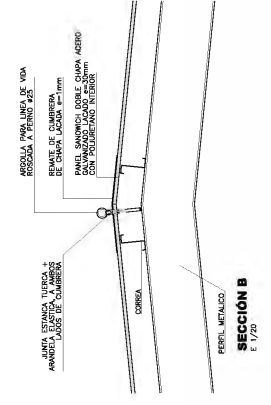 JUNTA ESTANCA TUERCA +
ARANDELA ELASTICA, A AMBOS
LADOS DE CUMBRERA
ARGOLLA PARA LINEA DE VIDA
ROSCADA A PERNO ø25
REMATE DE CUMBRERA
DE CHAPA LACADA e=1mm
PANEL SANDWICH DOBLE CHAPA ACERO
GALVANIZADO LACADO e=30mm
CON POLIURETANO INTERIOR
CORREA
PERFIL METALICO
SECCIÓN B
E 1/20